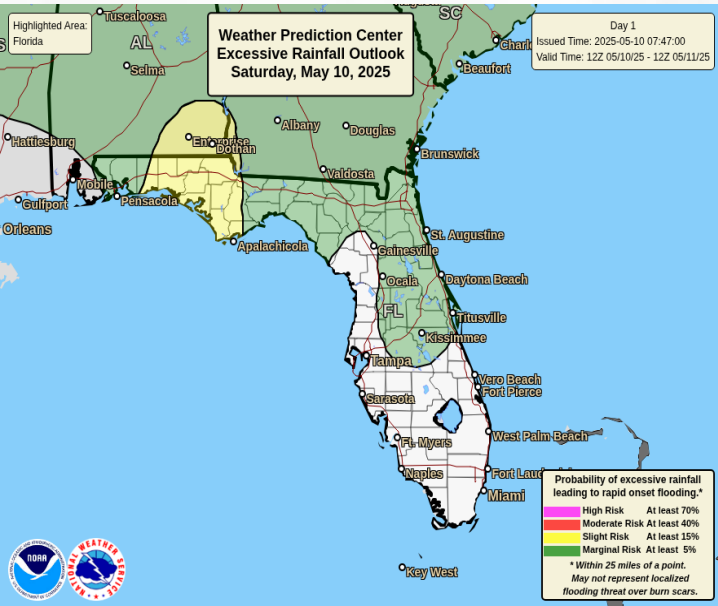 Highlighted Area:
Florida
Weather Prediction Center
Excessive Rainfall Outlook
Saturday, May 10, 2025
Day 1
Issued Time: 2025-05-10 07:47:00
Valid Time: 12Z 05/10/25 - 12Z 05/11/25
Tuscaloosa
SC
AL
Selma
Beaufort
Hattiesburg
Enterprise
Dothan
Albany
Douglas
Brunswick
Valdosta
Mobile
Pensacola
Gulfport
Orleans
Apalachicola
St. Augustine
Gainesville
Ocala
Daytona Beach
FL
Titusville
Kissimmee
Tampa
Vero Beach
Fort Pierce
Sarasota
West Palm Beach
Ft. Myers
Naples
Fort Laud
Miami
Key West
Probability of excessive rainfall
leading to rapid onset flooding.*
High Risk At least 70%
Moderate Risk At least 40%
Slight Risk At least 15%
Marginal Risk At least 5%
* Within 25 miles of a point.
May not represent localized
flooding threat over burn scars.
NOAA
NATIONAL WEATHER SERVICE